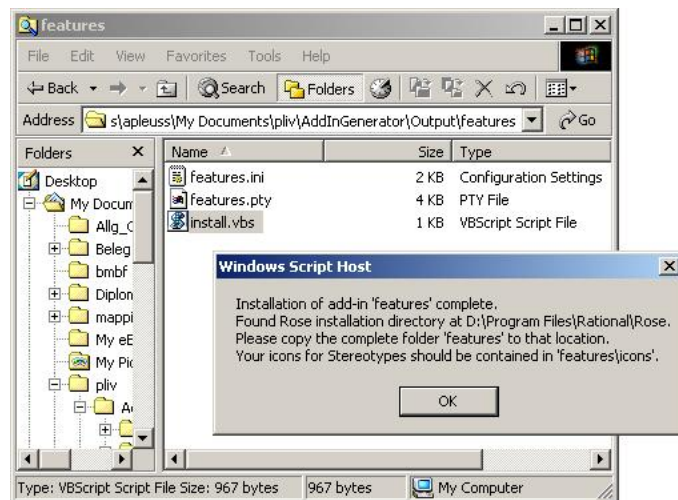 features
File Edit View Favorites Tools Help
Back Search Folders
Address s\apleuss\My Documents\pliv\AddInGenerator\Output\features Go
Folders x Name Size Type
Desktop
My Docum
Allg_
Beleg
bmbf
Diplon
mappi
My eE
My Pic
pliv
features.ini 2 KB Configuration Settings
features.pty 4 KB PTY File
install.vbs 1 KB VBScript Script File
Windows Script Host
Installation of add-in 'features' complete.
Found Rose installation directory at D:\Program Files\Rational\Rose.
Please copy the complete folder 'features' to that location.
Your icons for Stereotypes should be contained in 'features\icons'.
OK
Type: VBScript Script File Size: 967 bytes 967 bytes My Computer